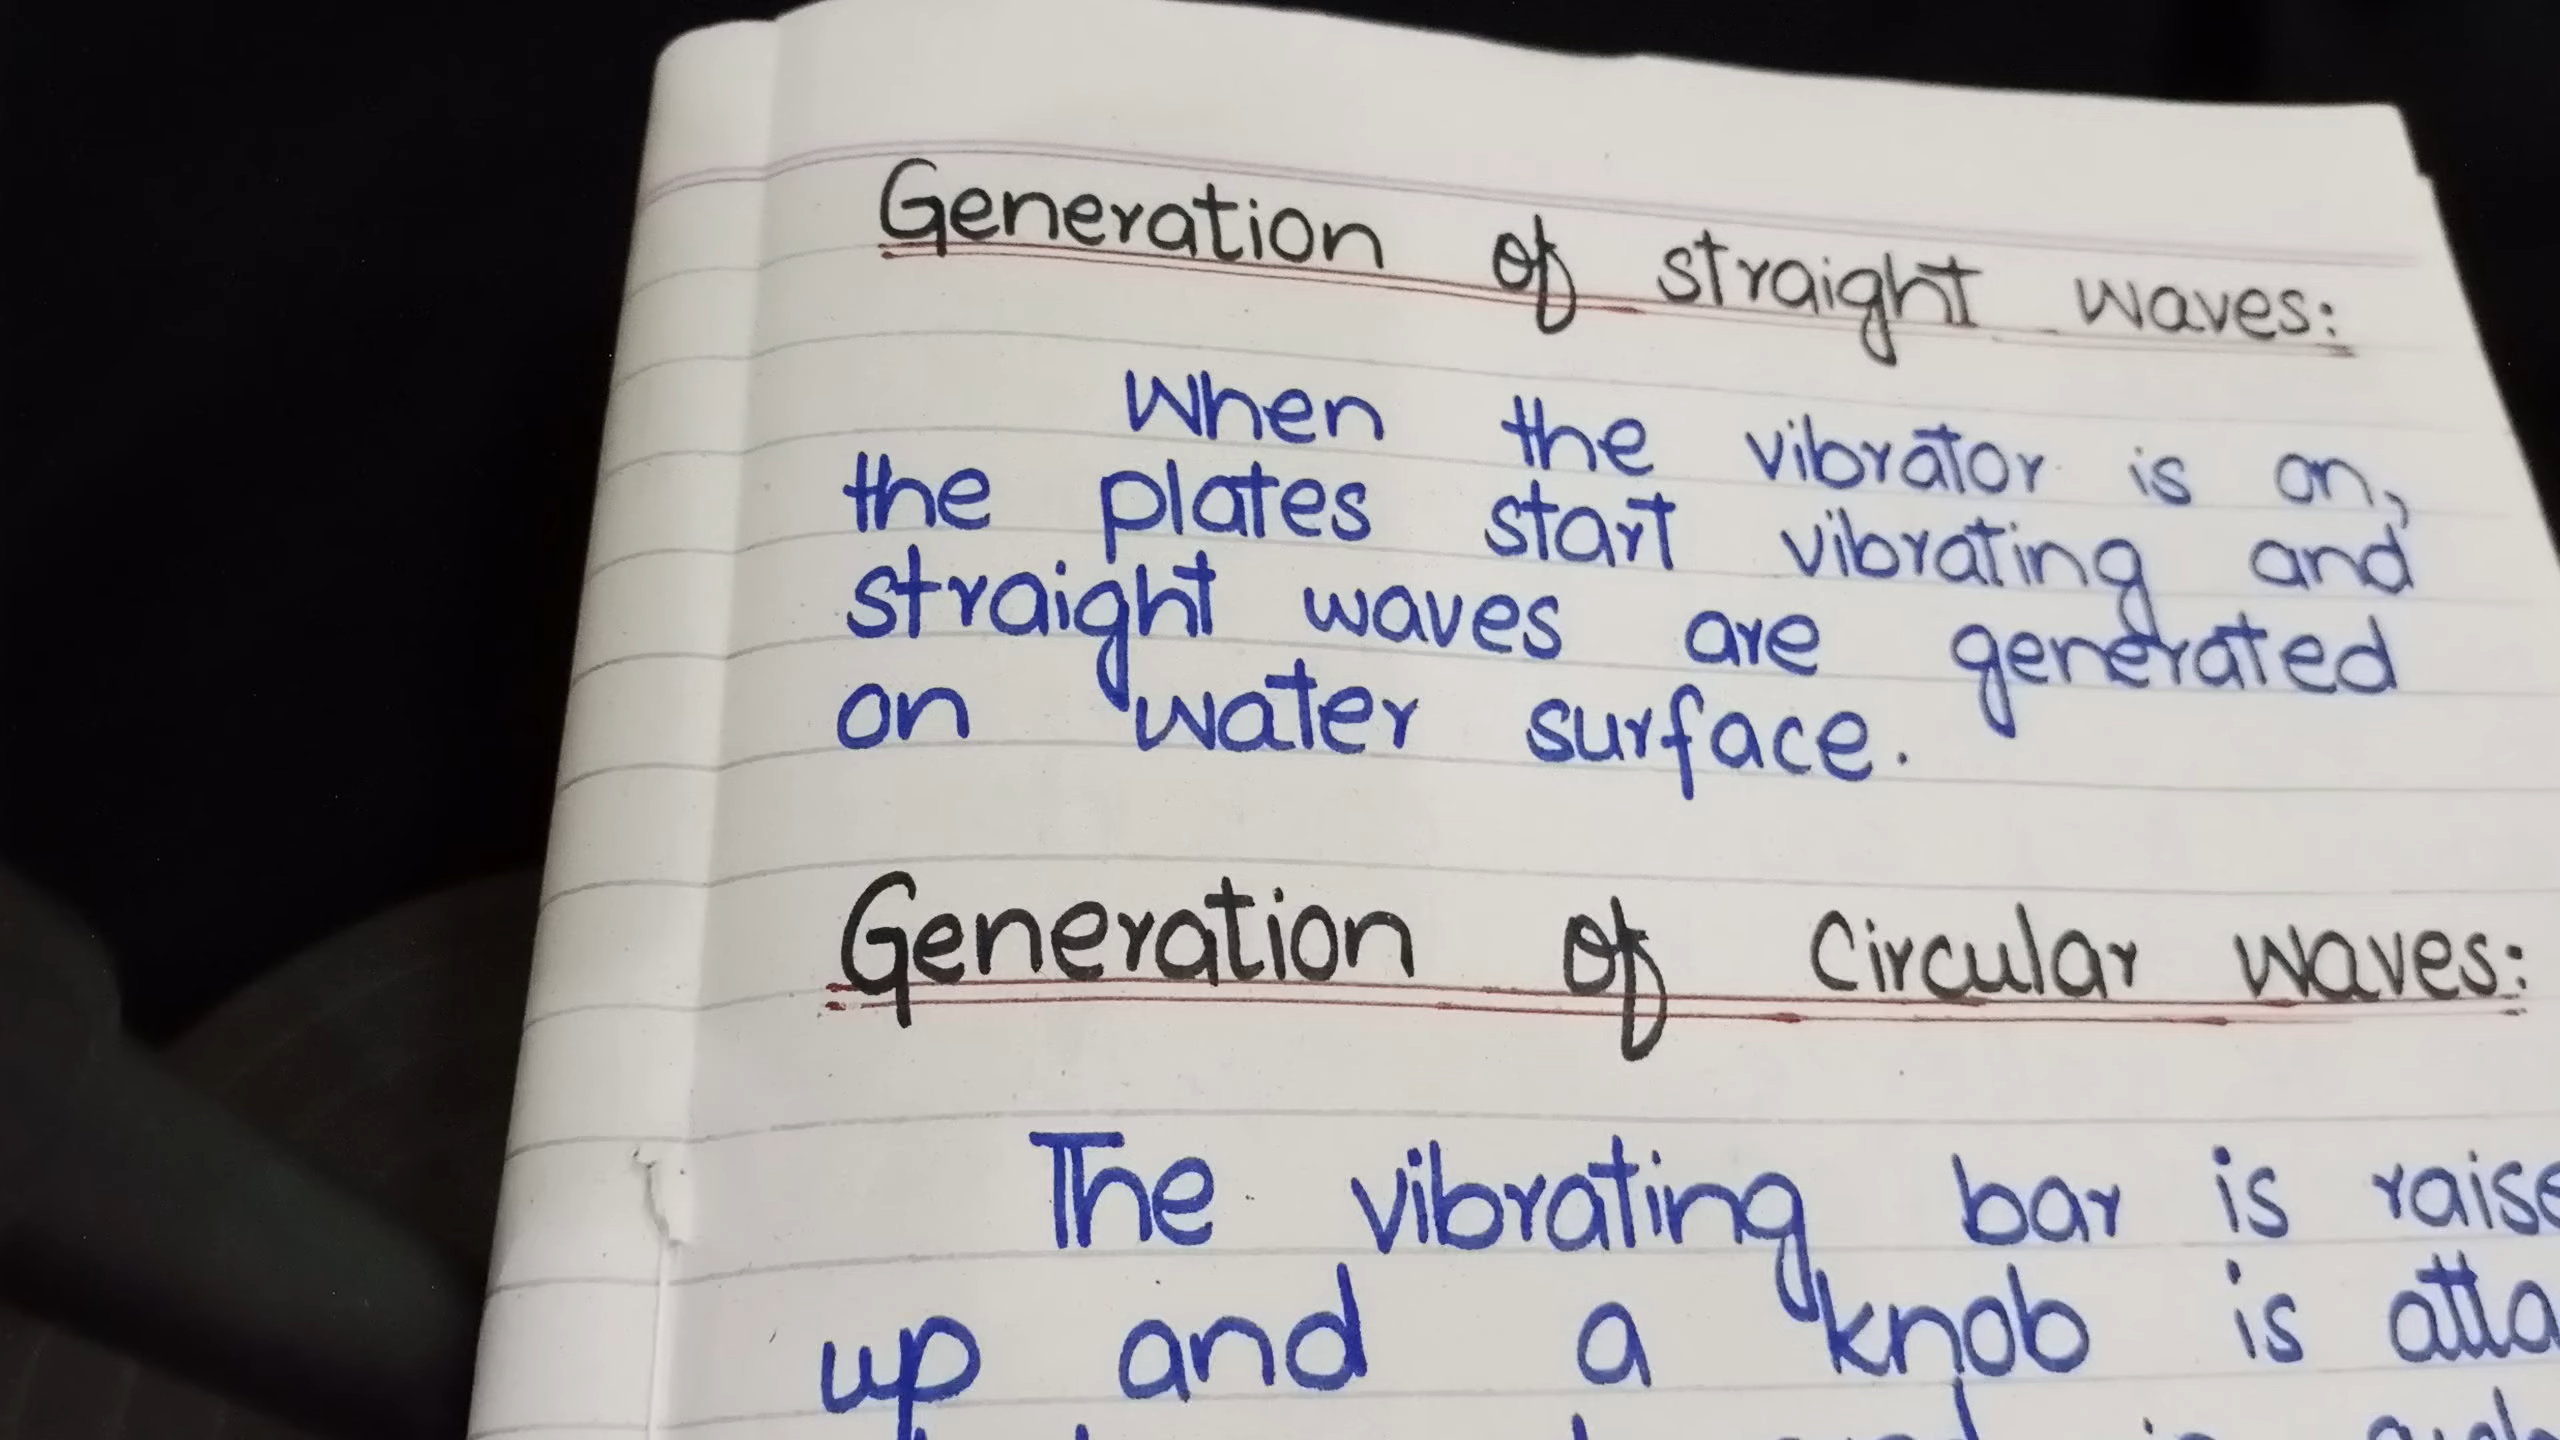 Generation of straight waves:
When the vibrator is on,
the plates start vibrating and
straight waves are generated
on water surface.
Generation of Circular waves:
The vibrating bar is
up and a knob is